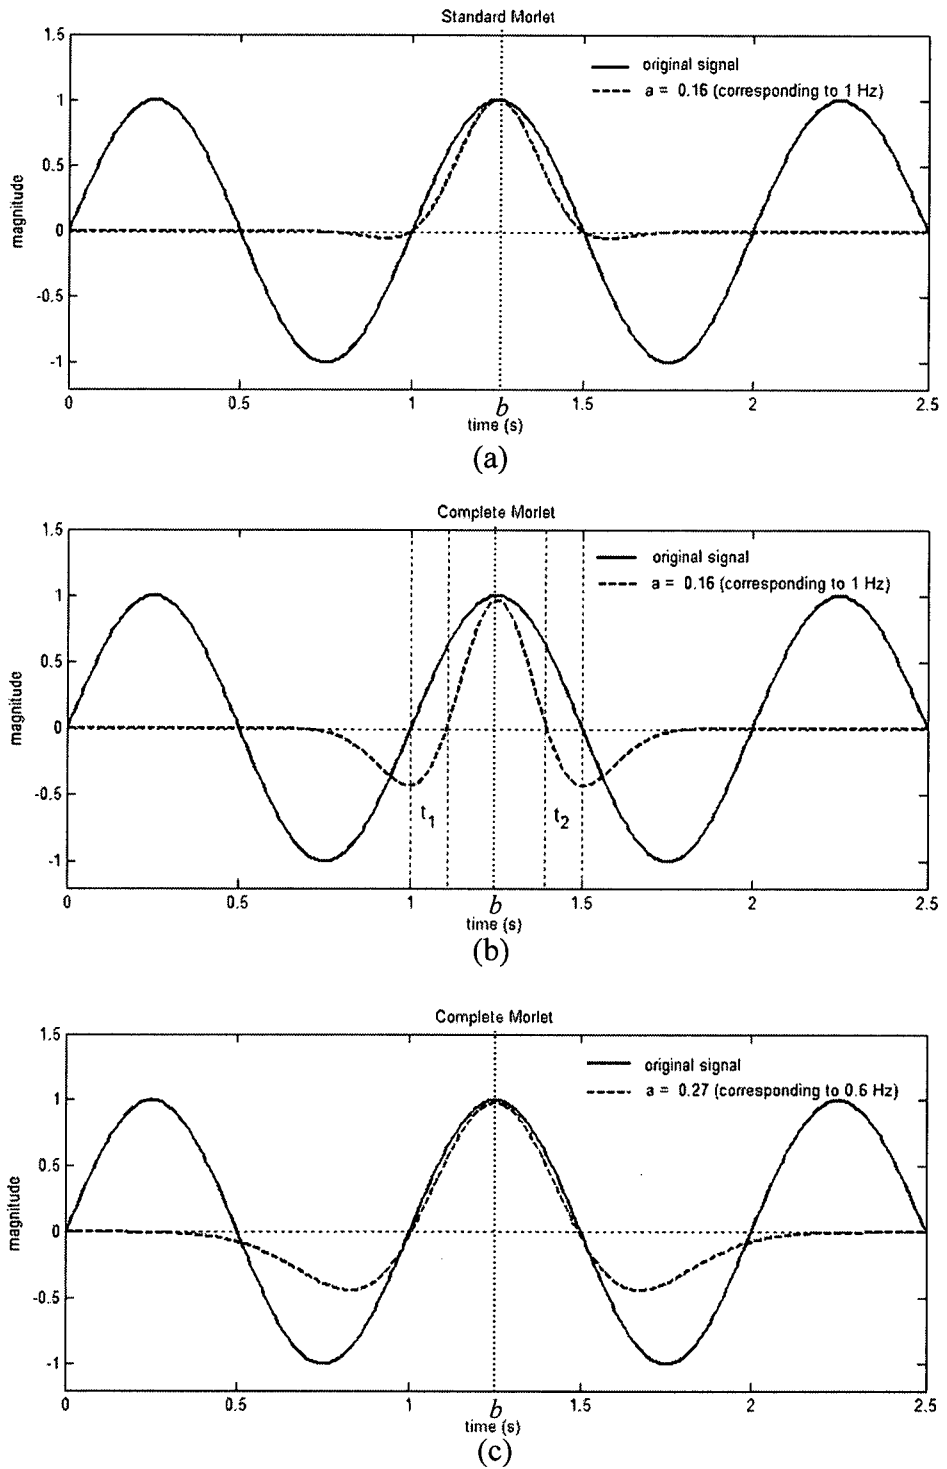 Standard Morlet
1.5
original signal
a = 0.16 (corresponding to 1 Hz)
1
0.5
magnitude
0
-0.5
-1
0 0.5 1 b 1.5 2 2.5
time (s)
(a)
Complete Morlet
1.5
original signal
a = 0.16 (corresponding to 1 Hz)
1
0.5
magnitude
0
-0.5
t1 t2
-1
0 0.5 1 b 1.5 2 2.5
time (s)
(b)
Complete Morlet
1.5
original signal
a = 0.27 (corresponding to 0.6 Hz)
1
0.5
magnitude
0
-0.5
-1
0 0.5 1 b 1.5 2 2.5
time (s)
(c)